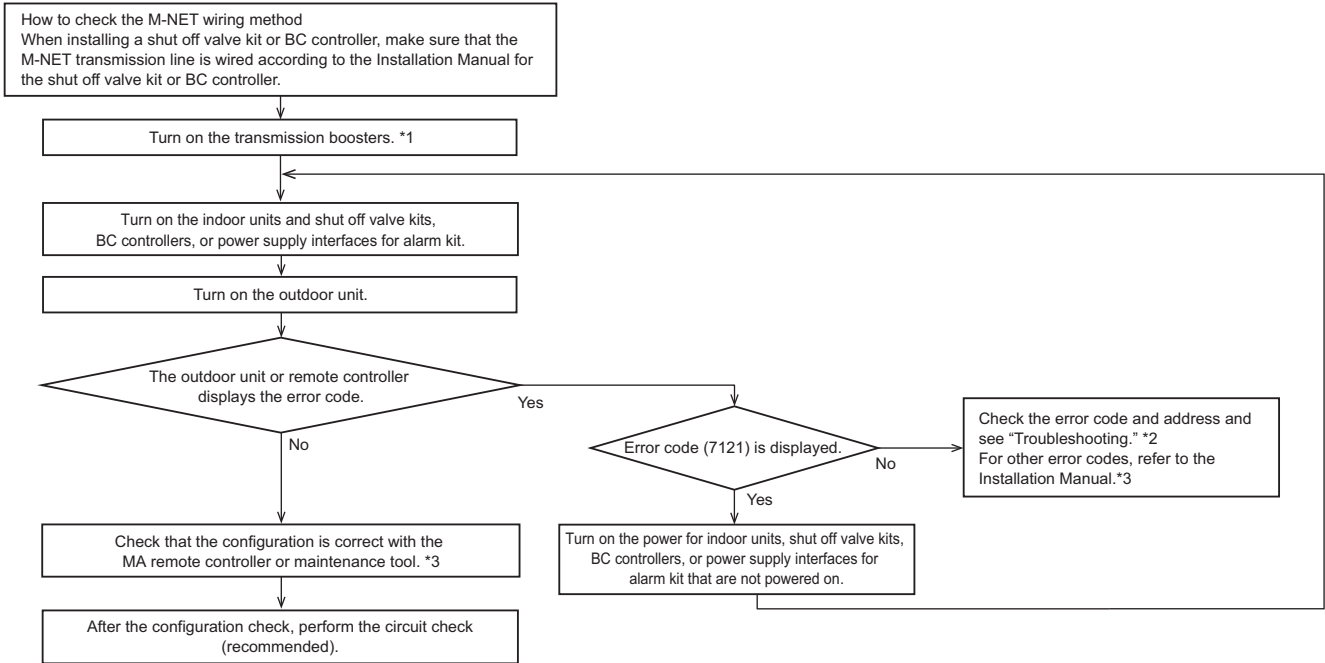 How to check the M-NET wiring method
When installing a shut off valve kit or BC controller, make sure that the
M-NET transmission line is wired according to the Installation Manual for
the shut off valve kit or BC controller.
Turn on the transmission boosters. *1
Turn on the indoor units and shut off valve kits,
BC controllers, or power supply interfaces for alarm kit.
Turn on the outdoor unit.
The outdoor unit or remote controller
displays the error code.
Yes
No
Error code (7121) is displayed.
No
Yes
Check the error code and address and
see “Troubleshooting.” *2
For other error codes, refer to the
Installation Manual.*3
Turn on the power for indoor units, shut off valve kits,
BC controllers, or power supply interfaces for
alarm kit that are not powered on.
Check that the configuration is correct with the
MA remote controller or maintenance tool. *3
After the configuration check, perform the circuit check
(recommended).